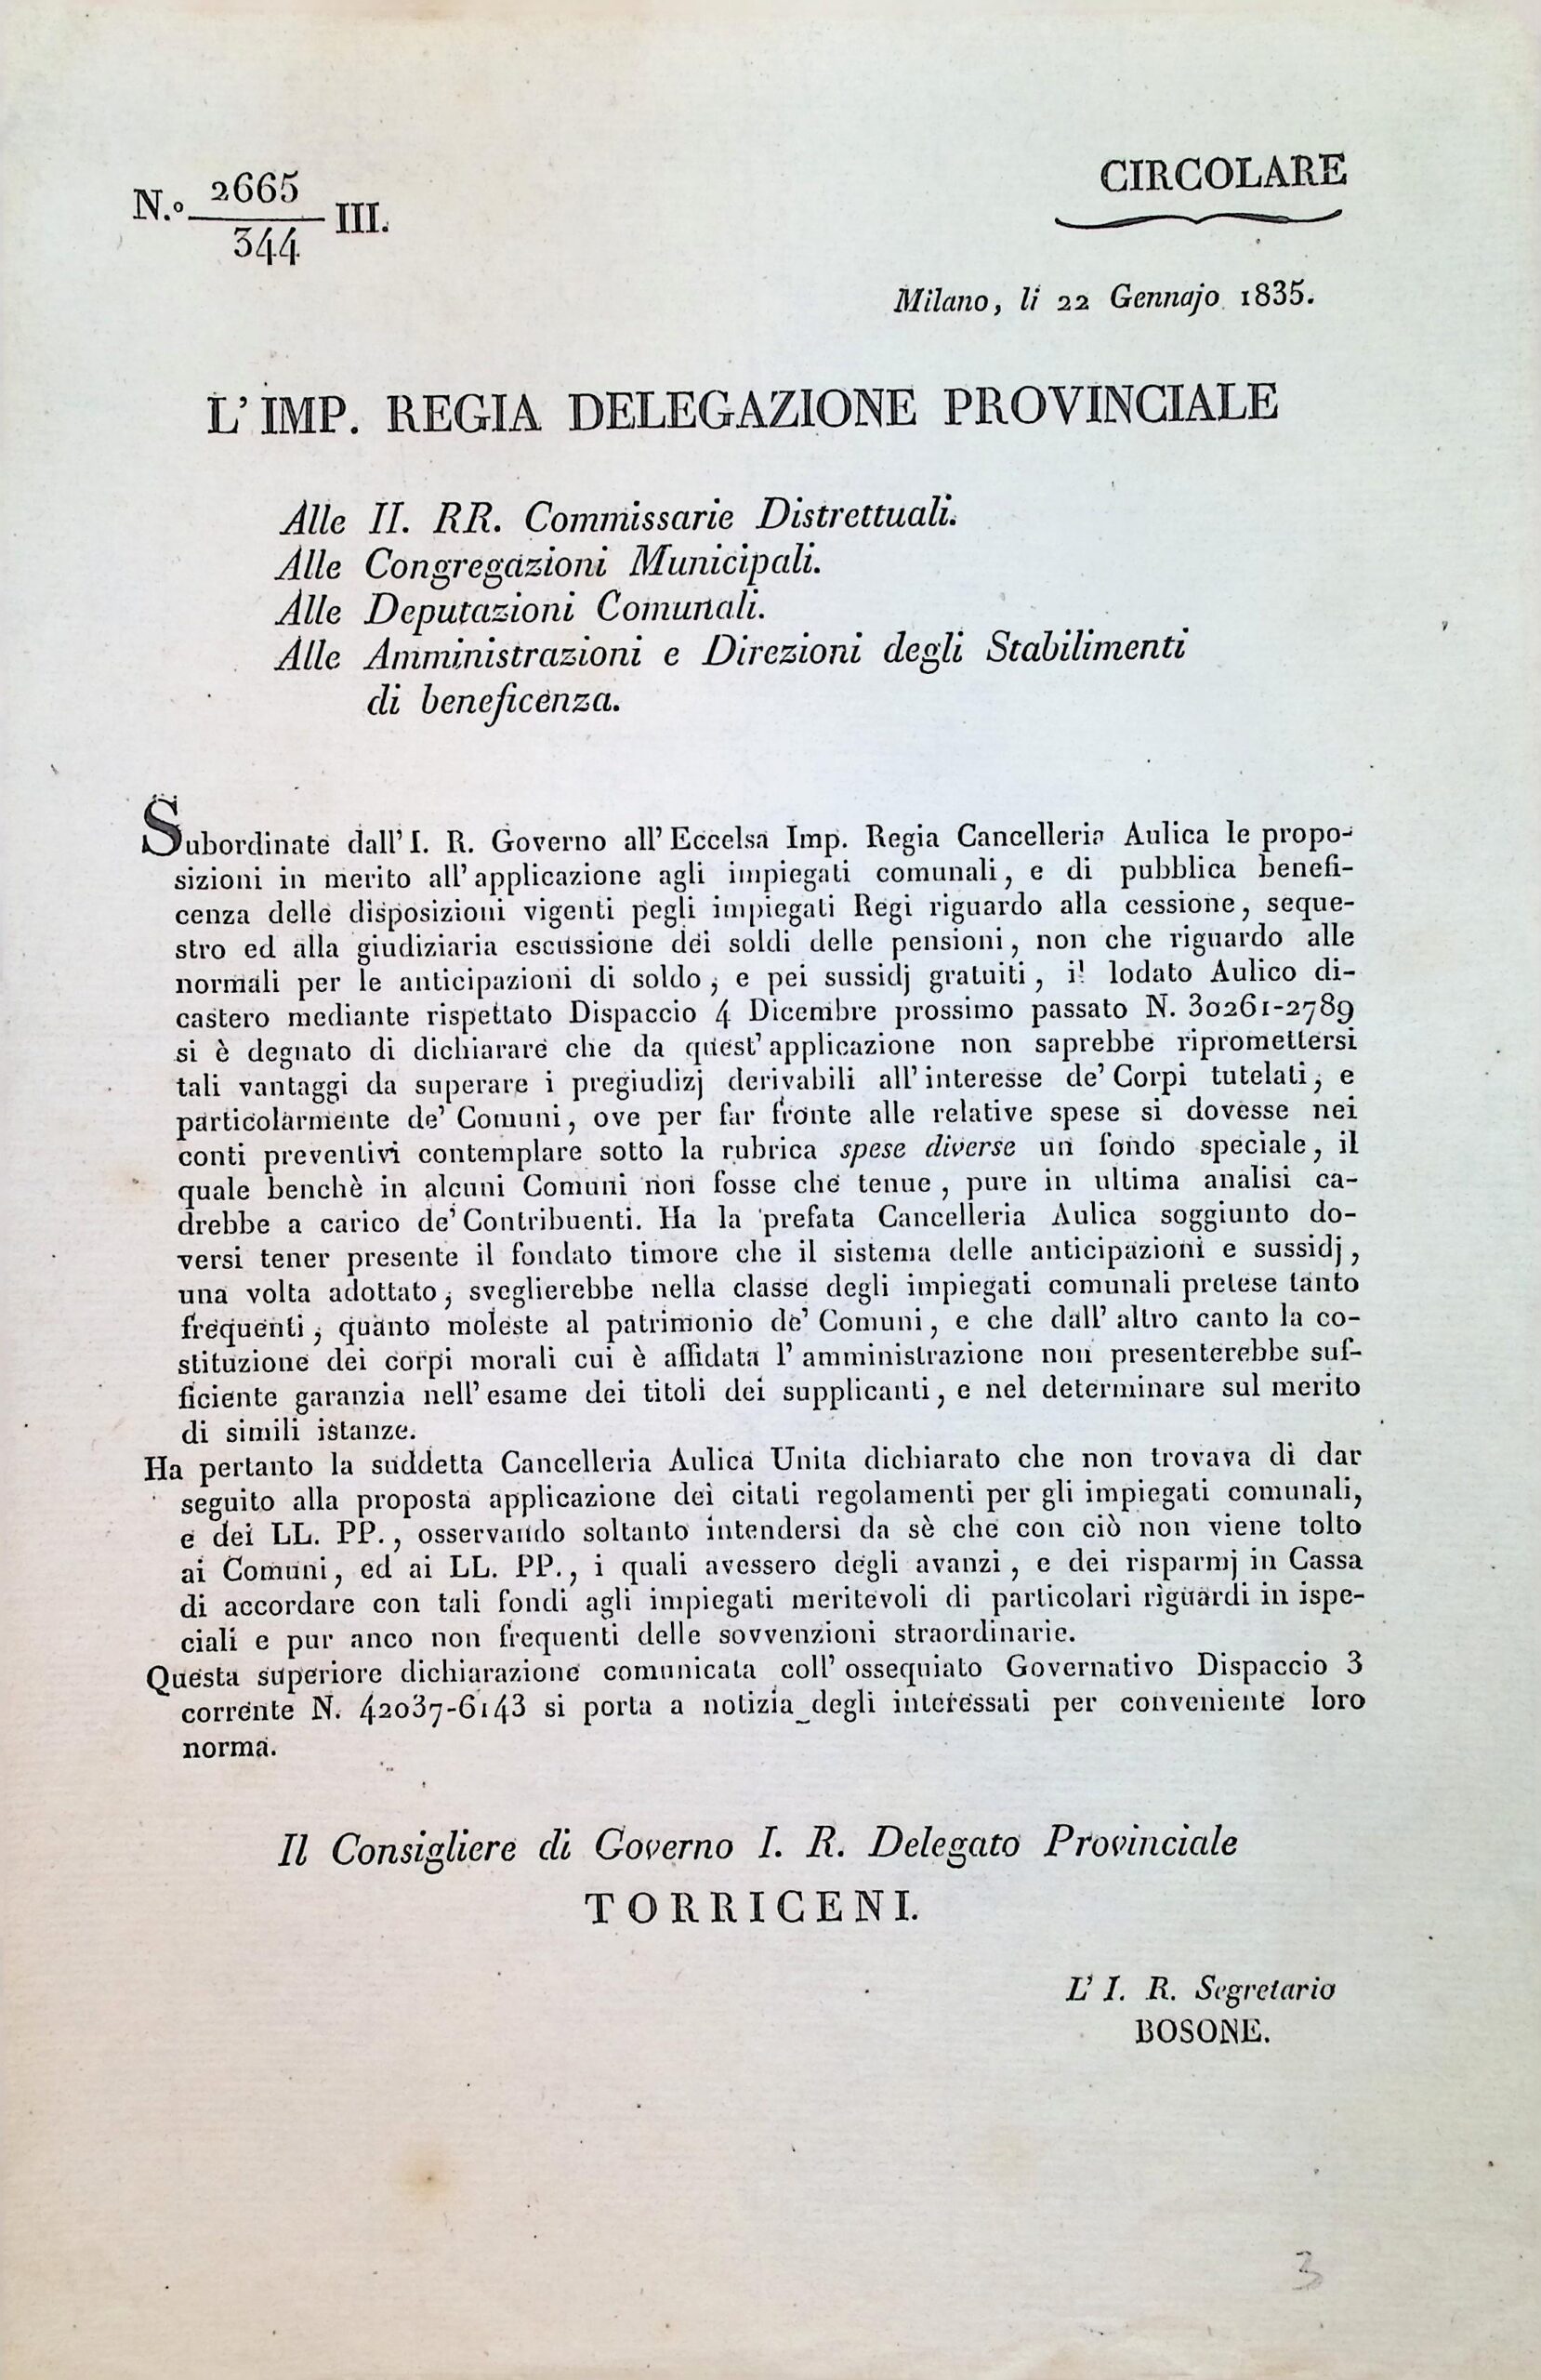 N.o 2665/344 III.
CIRCOLARE
Milano, li 22 Gennajo 1835.
L' IMP. REGIA DELEGAZIONE PROVINCIALE
Alle II. RR. Commissarie Distrettuali.
Alle Congregazioni Municipali.
Alle Deputazioni Comunali.
Alle Amministrazioni e Direzioni degli Stabilimenti
di beneficenza.
Subordinate dall' I. R. Governo all' Eccelsa Imp. Regia Cancelleria Aulica le propo-
sizioni in merito all' applicazione agli impiegati comunali, e di pubblica benefi-
cenza delle disposizioni vigenti pegli impiegati Regi riguardo alla cessione, seque-
stro ed alla giudiziaria escussione dei soldi delle pensioni, non che riguardo alle
normali per le anticipazioni di soldo, e pei sussidj gratuiti, il lodato Aulico di-
castero mediante rispettato Dispaccio 4 Dicembre prossimo passato N. 30261-2789
si è degnato di dichiarare che da quest' applicazione non saprebbe ripromettersi
tali vantaggi da superare i pregiudizj derivabili all' interesse de' Corpi tutelati, e
particolarmente de' Comuni, ove per far fronte alle relative spese si dovesse nei
conti preventivi contemplare sotto la rubrica spese diverse un fondo speciale, il
quale benchè in alcuni Comuni non fosse che tenue, pure in ultima analisi ca-
drebbe a carico de' Contribuenti. Ha la prefata Cancelleria Aulica soggiunto do-
versi tener presente il fondato timore che il sistema delle anticipazioni e sussidj,
una volta adottato, sveglierebbe nella classe degli impiegati comunali pretese tanto
frequenti, quanto moleste al patrimonio de' Comuni, e che dall' altro canto la co-
stituzione dei corpi morali cui è affidata l' amministrazione non presenterebbe suf-
ficiente garanzia nell' esame dei titoli dei supplicanti, e nel determinare sul merito
di simili istanze.
Ha pertanto la suddetta Cancelleria Aulica Unita dichiarato che non trovava di dar
seguito alla proposta applicazione dei citati regolamenti per gli impiegati comunali,
e dei LL. PP., osservando soltanto intendersi da sè che con ciò non viene tolto
ai Comuni, ed ai LL. PP., i quali avessero degli avanzi, e dei risparmj in Cassa
di accordare con tali fondi agli impiegati meritevoli di particolari riguardi in ispe-
ciali e pur anco non frequenti delle sovvenzioni straordinarie.
Questa superiore dichiarazione comunicata coll' ossequiato Governativo Dispaccio 3
corrente N. 42037-6143 si porta a notizia degli interessati per conveniente loro
norma.
Il Consigliere di Governo I. R. Delegato Provinciale
TORRICENI.
L' I. R. Segretario
BOSONE.
3